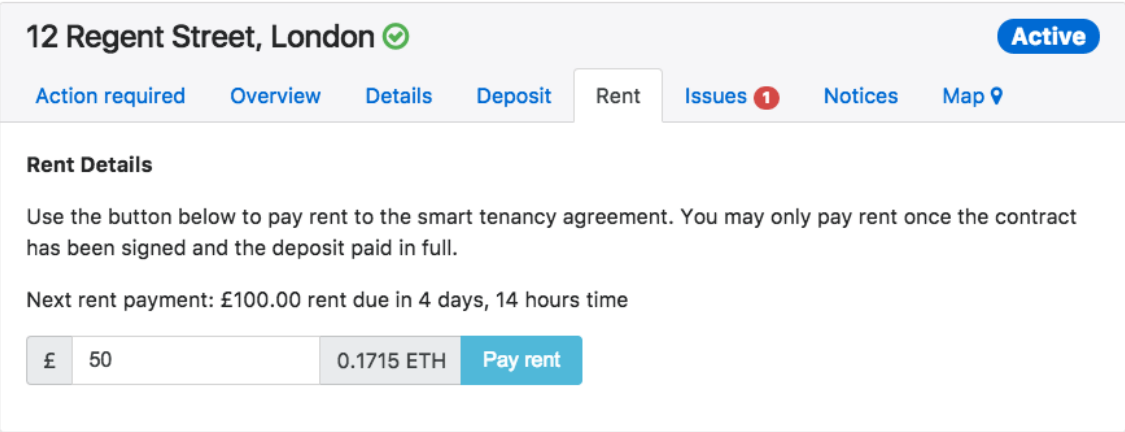 12 Regent Street, London
Active
Action required Overview Details Deposit Rent Issues 1 Notices Map
Rent Details
Use the button below to pay rent to the smart tenancy agreement. You may only pay rent once the contract
has been signed and the deposit paid in full.
Next rent payment: £100.00 rent due in 4 days, 14 hours time
£ 50 0.1715 ETH Pay rent